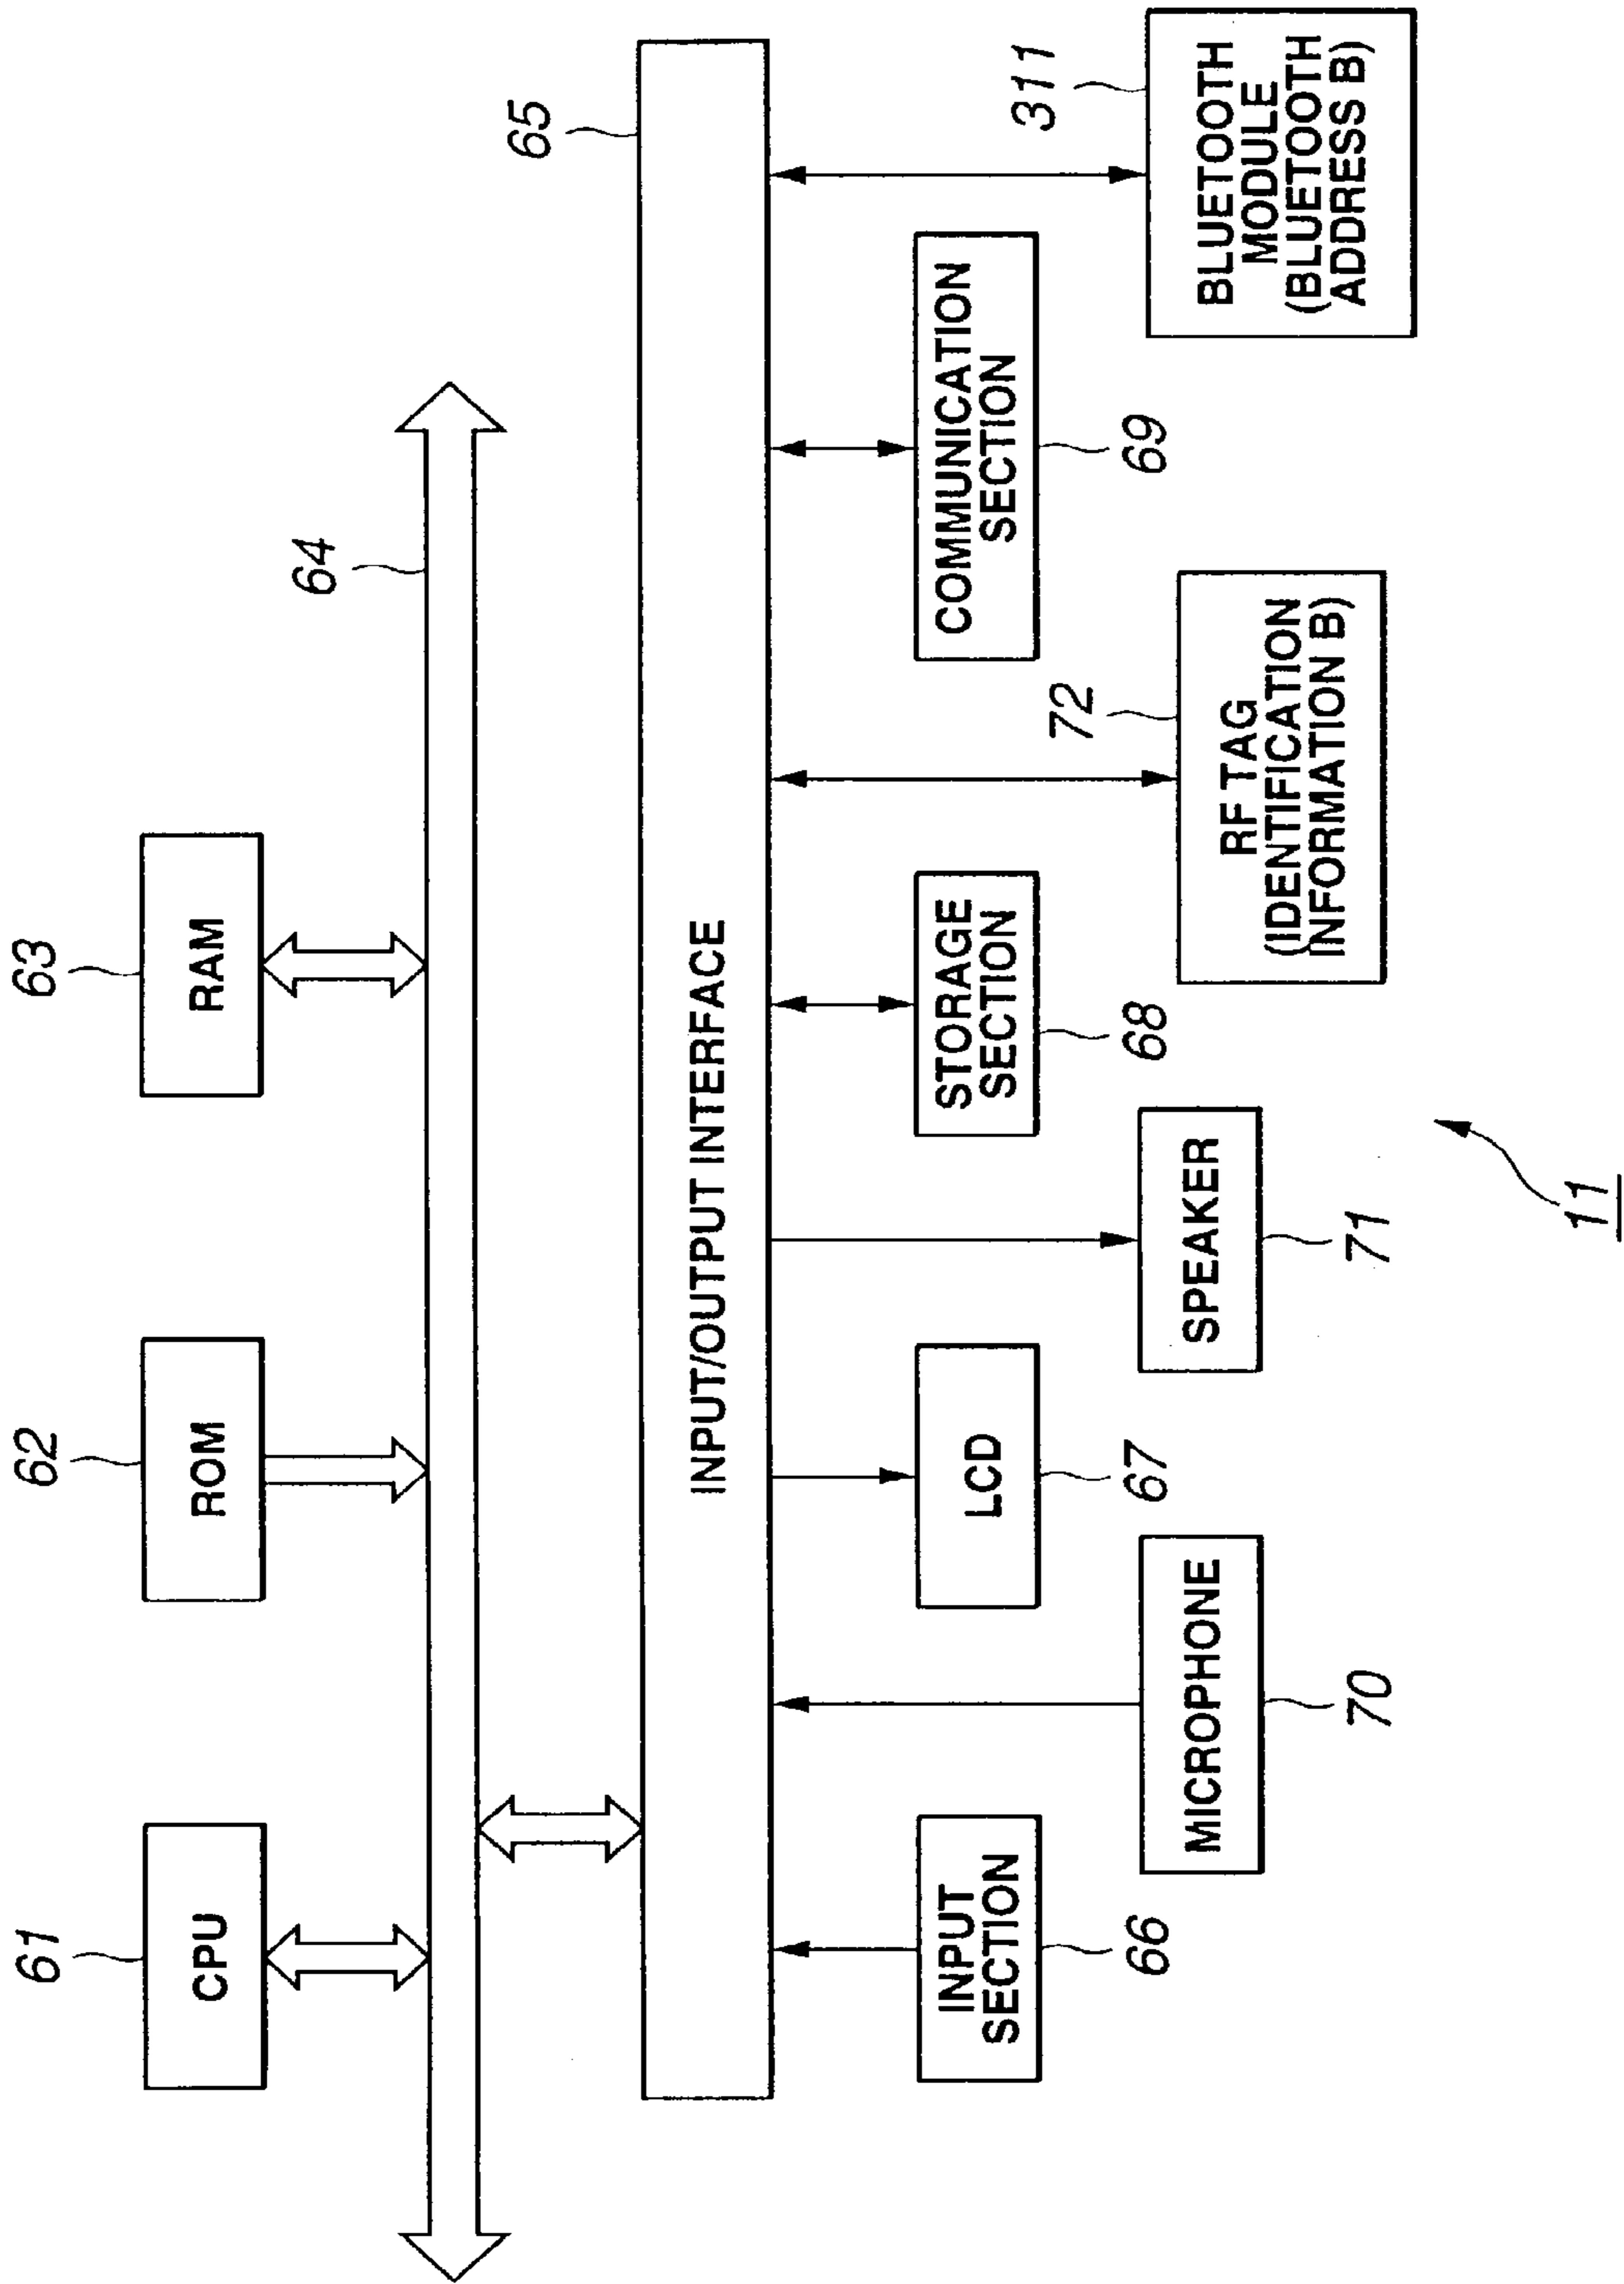 61
CPU
62
ROM
63
RAM
64
65
INPUT/OUTPUT INTERFACE
INPUT
SECTION
66
MICROPHONE
70
LCD
67
SPEAKER
71
STORAGE
SECTION
68
72
RF TAG
(IDENTIFICATION
INFORMATION B)
COMMUNICATION
SECTION
69
311
BLUETOOTH
MODULE
(BLUETOOTH
ADDRESS B)
11